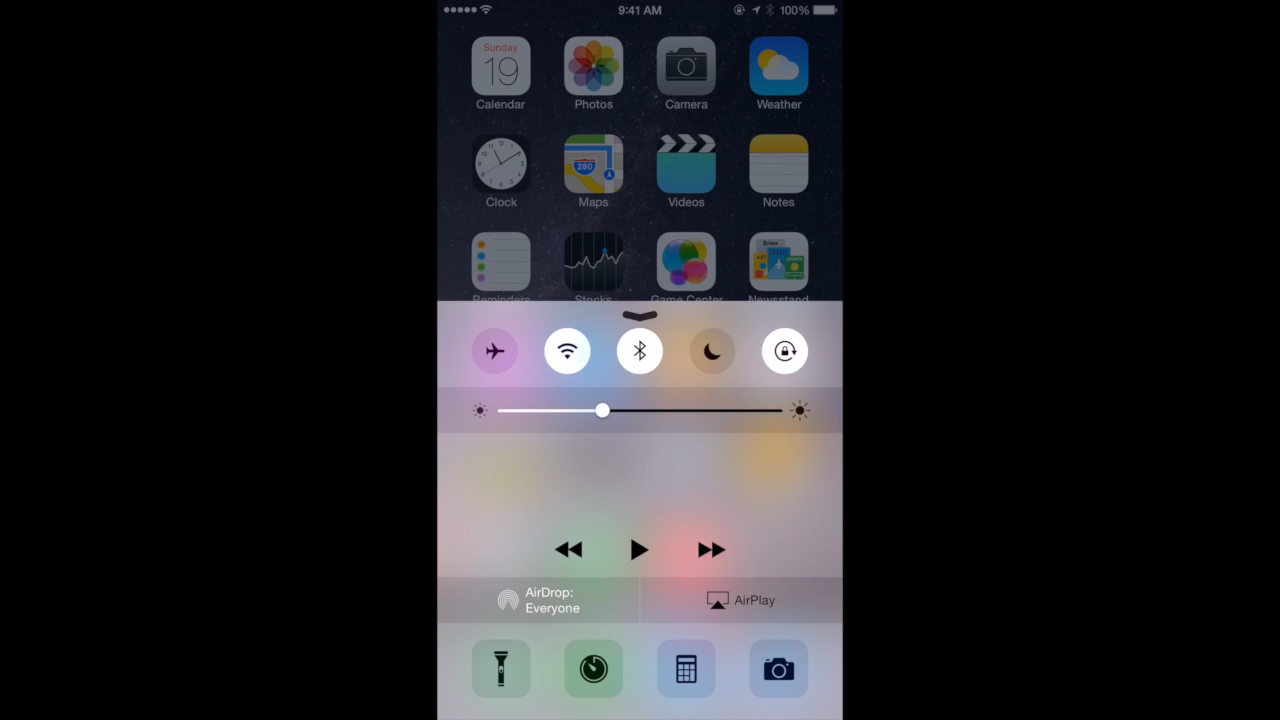 9:41 AM
100%
Sunday
19
Calendar
Photos
Camera
Weather
280
Clock
Maps
Videos
Notes
Reminders
Stocks
Game Center
Newsstand
AirDrop:
Everyone
AirPlay